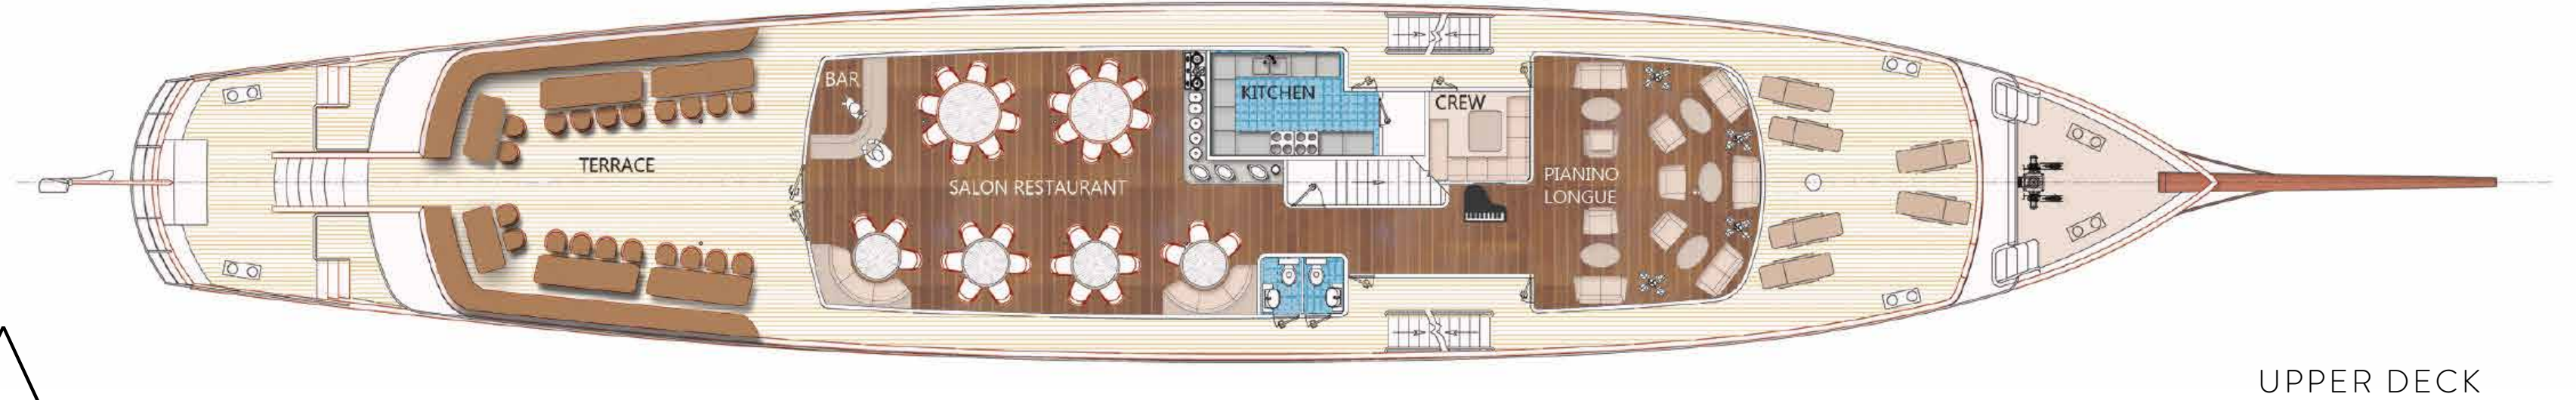 BAR
KITCHEN
CREW
TERRACE
SALON RESTAURANT
PIANINO
LONGUE
UPPER DECK